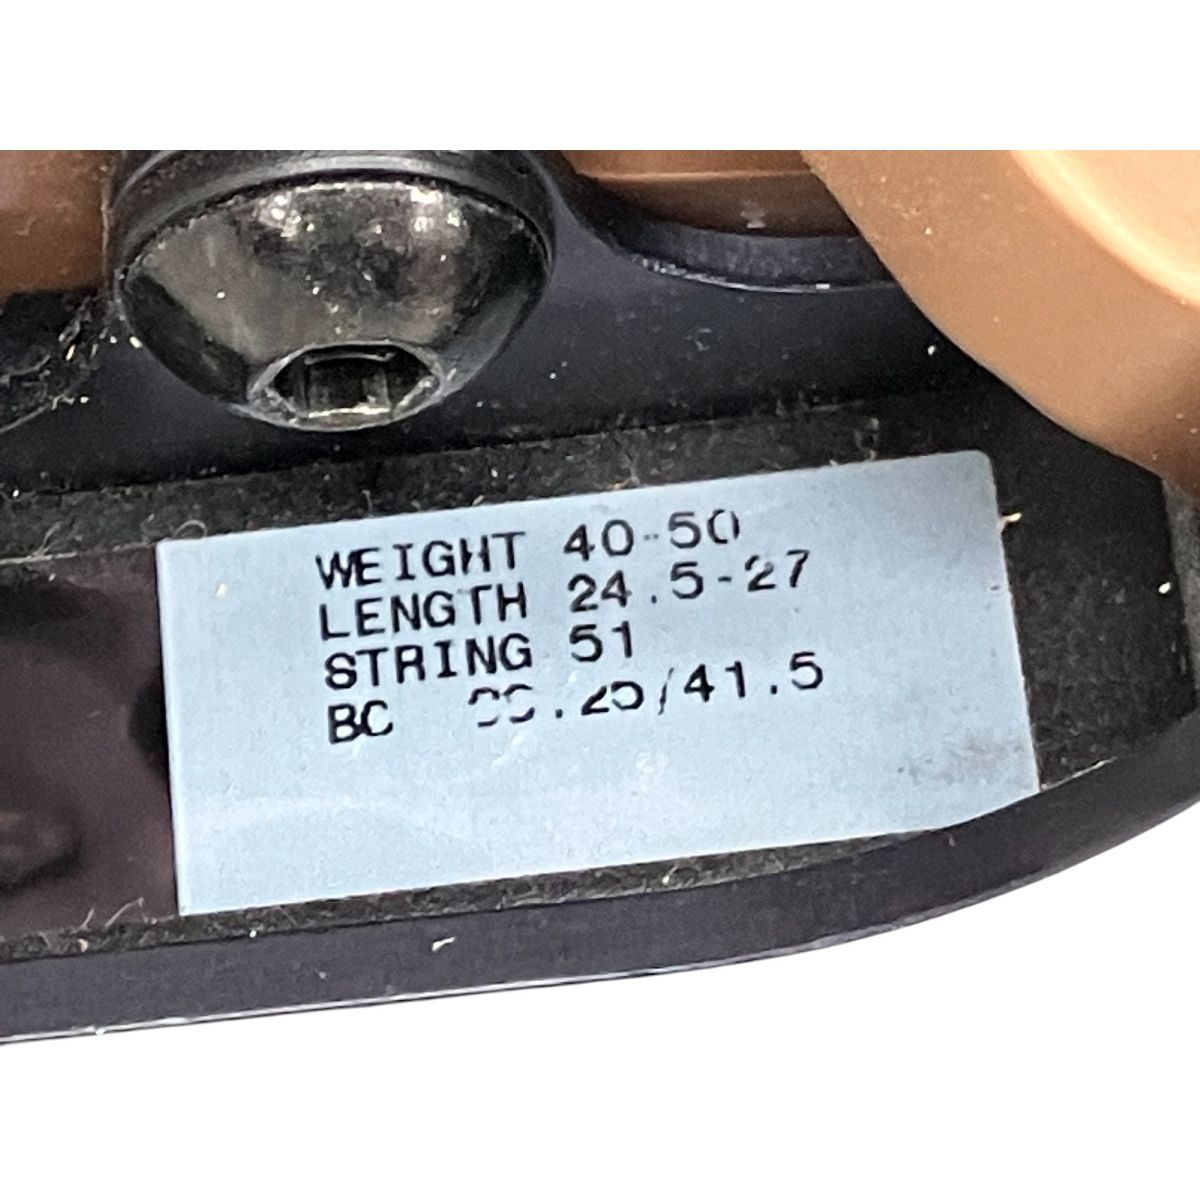 WEIGHT 40-50
LENGTH 24.5-27
STRING 51
BC